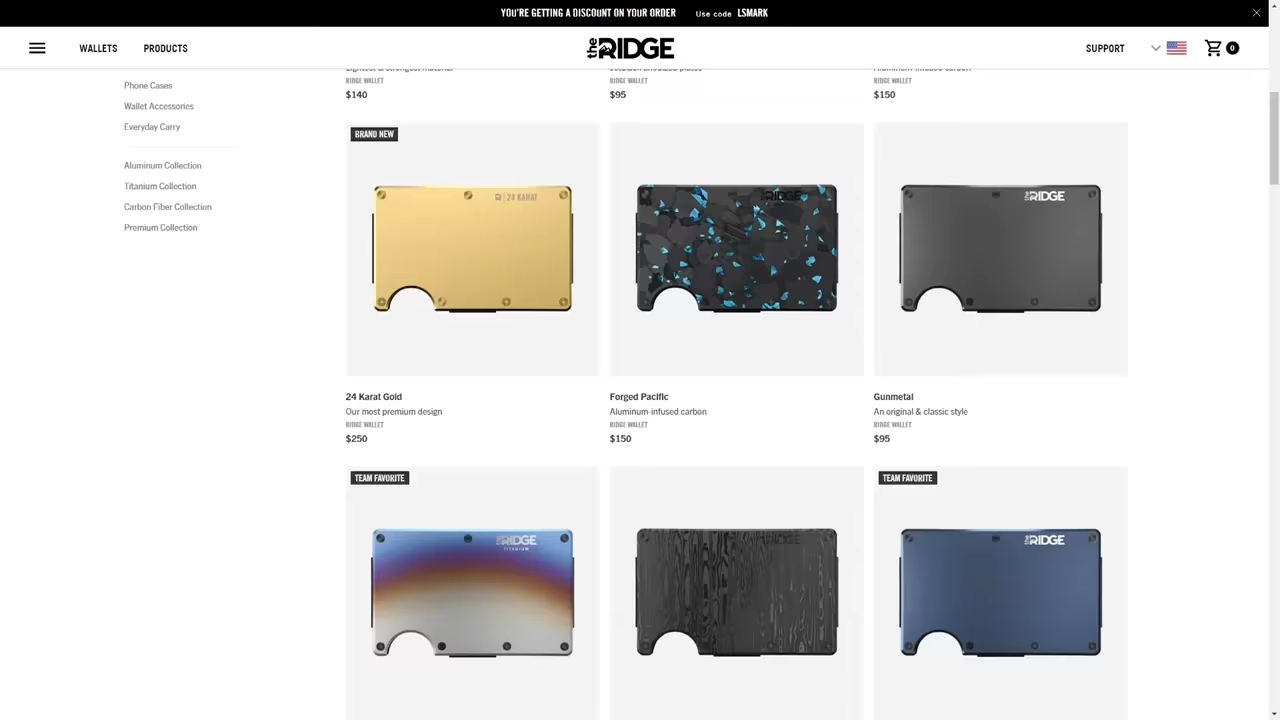 YOU'RE GETTING A DISCOUNT ON YOUR ORDER Use code LSMARK
WALLETS PRODUCTS the RIDGE SUPPORT 0
Phone Cases
Wallet Accessories
Everyday Carry
Aluminum Collection
Titanium Collection
Carbon Fiber Collection
Premium Collection
RIDGE WALLET RIDGE WALLET RIDGE WALLET
$140 $95 $150
BRAND NEW
24 KARAT RIDGE the RIDGE
24 Karat Gold Forged Pacific Gunmetal
Our most premium design Aluminum-infused carbon An original & classic style
RIDGE WALLET RIDGE WALLET RIDGE WALLET
$250 $150 $95
TEAM FAVORITE TEAM FAVORITE
the RIDGE RIDGE the RIDGE
TITANIUM